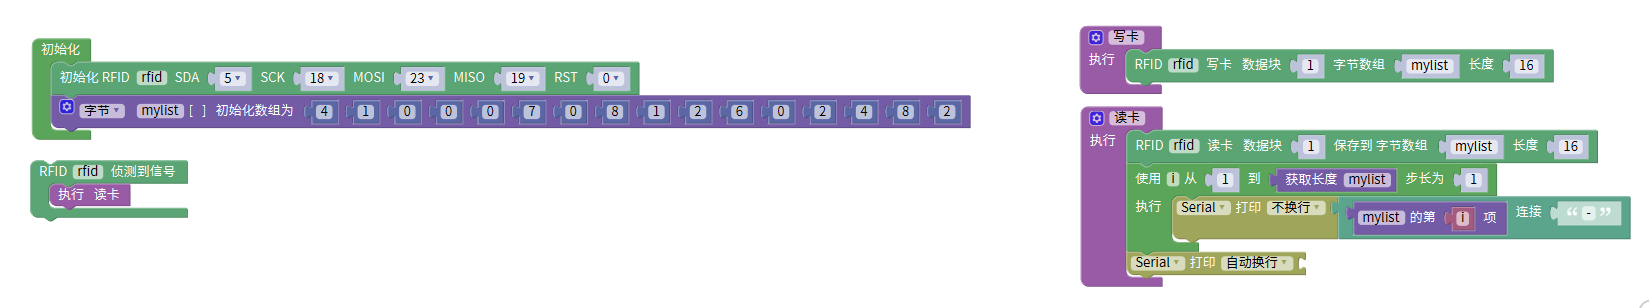 初始化
初始化 RFID rfid SDA 5 SCK 18 MOSI 23 MISO 19 RST 0
字节 mylist [ ] 初始化数组为 4 1 0 0 0 7 0 8 1 2 6 0 2 4 8 2
RFID rfid 侦测到信号
执行 读卡
写卡
执行 RFID rfid 写卡 数据块 1 字节数组 mylist 长度 16
读卡
执行 RFID rfid 读卡 数据块 1 保存到 字节数组 mylist 长度 16
使用 i 从 1 到 获取长度 mylist 步长为 1
执行 Serial 打印 不换行 mylist 的第 i 项 连接 “ - ”
Serial 打印 自动换行